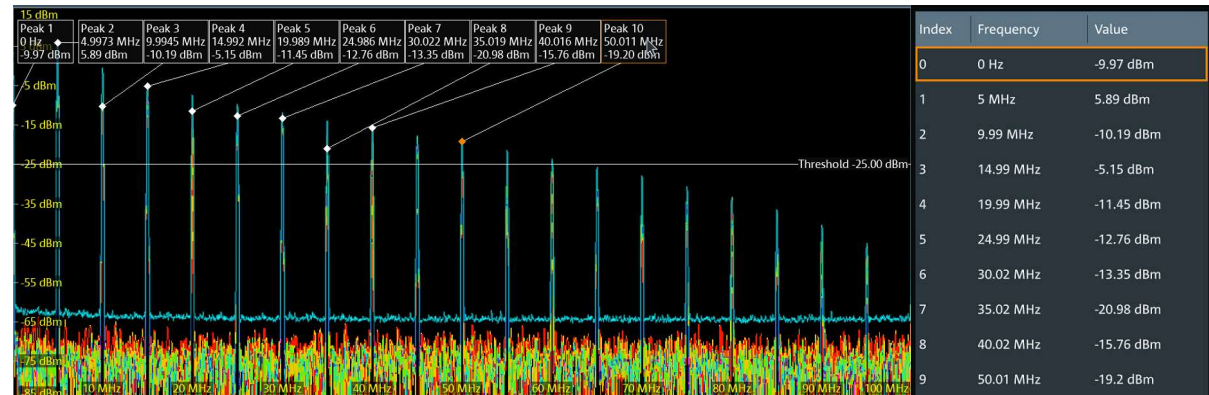 15 dBm
Peak 1 Peak 2 Peak 3 Peak 4 Peak 5 Peak 6 Peak 7 Peak 8 Peak 9 Peak 10
0 Hz 4.9973 MHz 9.9945 MHz 14.992 MHz 19.989 MHz 24.986 MHz 30.022 MHz 35.019 MHz 40.016 MHz 50.011 MHz
-9.97 dBm 5.89 dBm -10.19 dBm -5.15 dBm -11.45 dBm -12.76 dBm -13.35 dBm -20.98 dBm -15.76 dBm -19.20 dBm
-5 dBm
-15 dBm
-25 dBm
Threshold -25.00 dBm
-35 dBm
-45 dBm
-55 dBm
-65 dBm
-75 dBm
-85 dBm
10 MHz 20 MHz 30 MHz 40 MHz 50 MHz 60 MHz 70 MHz 80 MHz 90 MHz 100 MHz
Index Frequency Value
0 0 Hz -9.97 dBm
1 5 MHz 5.89 dBm
2 9.99 MHz -10.19 dBm
3 14.99 MHz -5.15 dBm
4 19.99 MHz -11.45 dBm
5 24.99 MHz -12.76 dBm
6 30.02 MHz -13.35 dBm
7 35.02 MHz -20.98 dBm
8 40.02 MHz -15.76 dBm
9 50.01 MHz -19.2 dBm